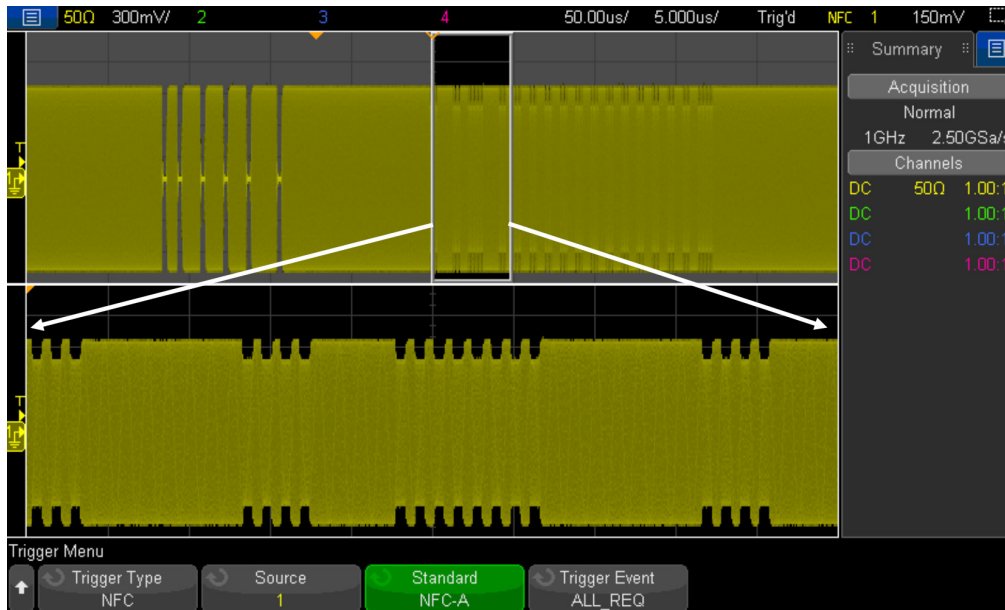 50Ω 300mV/ 2 3 4 50.00us/ 5.000us/ Trig'd NFC 1 150mV
Summary
Acquisition
Normal
1GHz 2.50GSa/s
Channels
DC 50Ω 1.00:1
DC 1.00:1
DC 1.00:1
DC 1.00:1
T
1
T
1
Trigger Menu
Trigger Type
NFC
Source
1
Standard
NFC-A
Trigger Event
ALL_REQ